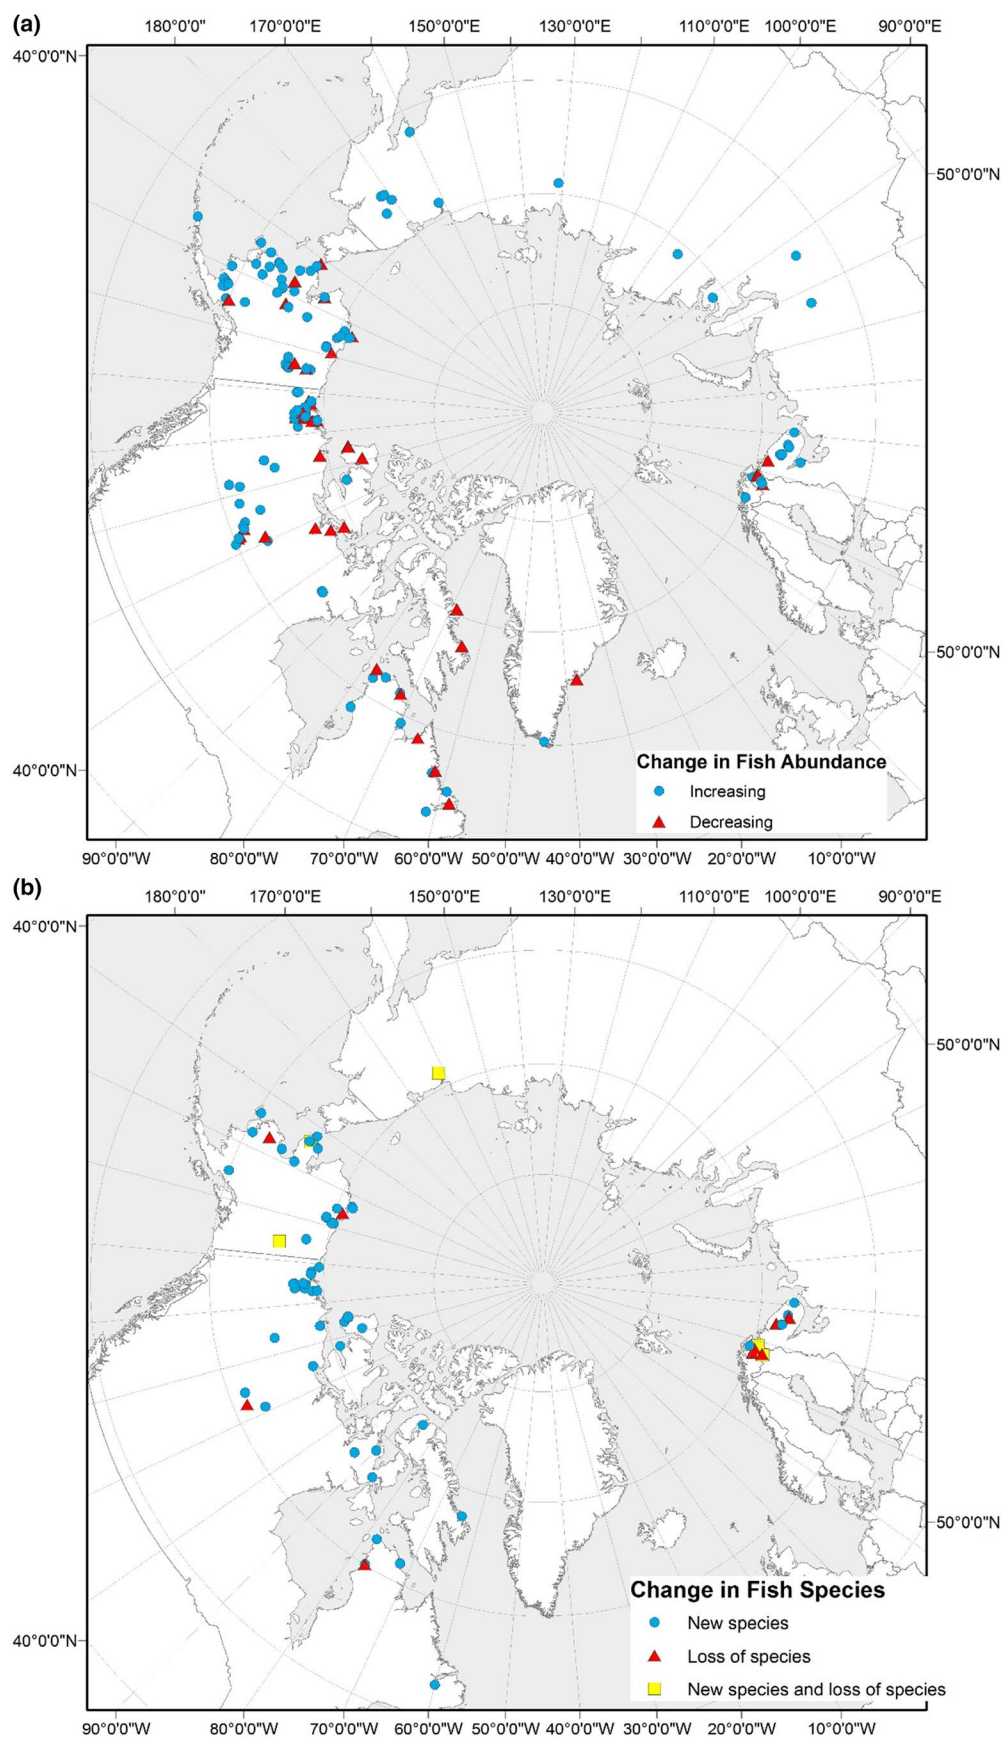 (a)
180°0'0" 170°0'0"W 150°0'0"W 135°0'0"W 110°0'0"W 100°0'0"W 90°0'0"W
40°0'0"N
50°0'0"N
50°0'0"N
40°0'0"N
Change in Fish Abundance
Increasing
Decreasing
90°0'0"W 80°0'0"W 70°0'0"W 60°0'0"W 50°0'0"W 40°0'0"W 30°0'0"W 20°0'0"W 10°0'0"W
(b)
180°0'0" 170°0'0"W 150°0'0"W 135°0'0"W 110°0'0"W 100°0'0"W 90°0'0"W
40°0'0"N
50°0'0"N
50°0'0"N
40°0'0"N
Change in Fish Species
New species
Loss of species
New species and loss of species
90°0'0"W 80°0'0"W 70°0'0"W 60°0'0"W 50°0'0"W 40°0'0"W 30°0'0"W 20°0'0"W 10°0'0"W